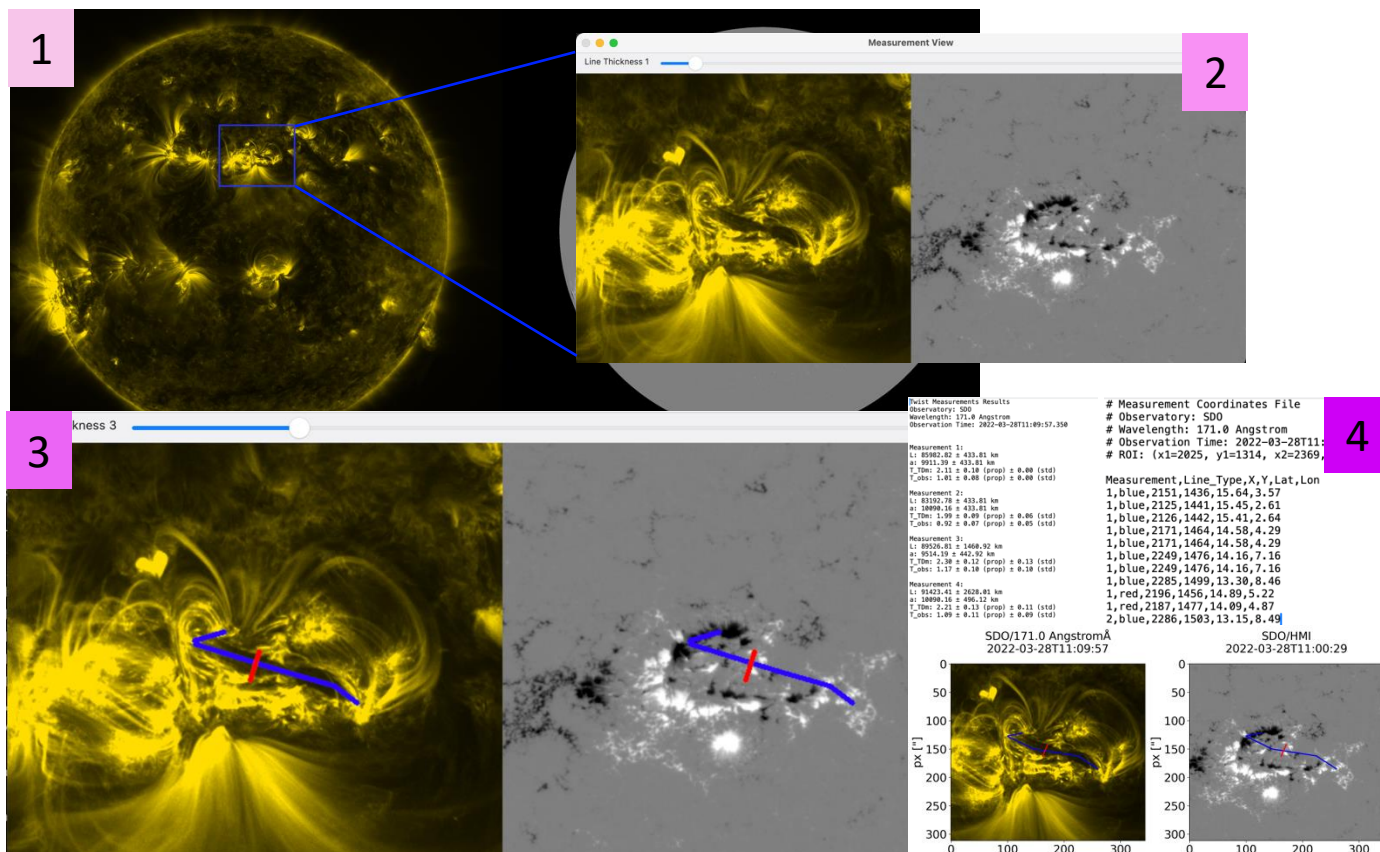 1
Measurement View
Line Thickness 1
2
kness 3
3
Twist Measurements Results
Observatory: SDO
Wavelength: 171.0 Angstrom
Observation Time: 2022-03-28T11:09:57.350
Measurement 1:
L: 85982.82 ± 433.81 km
a: 9911.39 ± 433.81 km
T_TDm: 2.11 ± 0.10 (prop) ± 0.00 (std)
T_obs: 1.01 ± 0.08 (prop) ± 0.00 (std)
Measurement 2:
L: 83192.78 ± 433.81 km
a: 10090.16 ± 433.81 km
T_TDm: 1.99 ± 0.09 (prop) ± 0.06 (std)
T_obs: 0.92 ± 0.07 (prop) ± 0.05 (std)
Measurement 3:
L: 89526.81 ± 1460.92 km
a: 9514.19 ± 442.92 km
T_TDm: 2.30 ± 0.12 (prop) ± 0.13 (std)
T_obs: 1.17 ± 0.10 (prop) ± 0.10 (std)
Measurement 4:
L: 91423.41 ± 2628.01 km
a: 10090.16 ± 496.12 km
T_TDm: 2.21 ± 0.13 (prop) ± 0.11 (std)
T_obs: 1.09 ± 0.11 (prop) ± 0.09 (std)
# Measurement Coordinates File
# Observatory: SDO
# Wavelength: 171.0 Angstrom
# Observation Time: 2022-03-28T11:
# ROI: (x1=2025, y1=1314, x2=2369,
4
Measurement,Line_Type,X,Y,Lat,Lon
1,blue,2151,1436,15.64,3.57
1,blue,2125,1441,15.45,2.61
1,blue,2126,1442,15.41,2.64
1,blue,2171,1464,14.58,4.29
1,blue,2171,1464,14.58,4.29
1,blue,2249,1476,14.16,7.16
1,blue,2249,1476,14.16,7.16
1,blue,2285,1499,13.30,8.46
1,red,2196,1456,14.89,5.22
1,red,2187,1477,14.09,4.87
2,blue,2286,1503,13.15,8.49
SDO/171.0 AngstromÅ
2022-03-28T11:09:57
px ["]
0
50
100
150
200
250
300
0 100 200 300
SDO/HMI
2022-03-28T11:00:29
px ["]
0
50
100
150
200
250
300
0 100 200 300